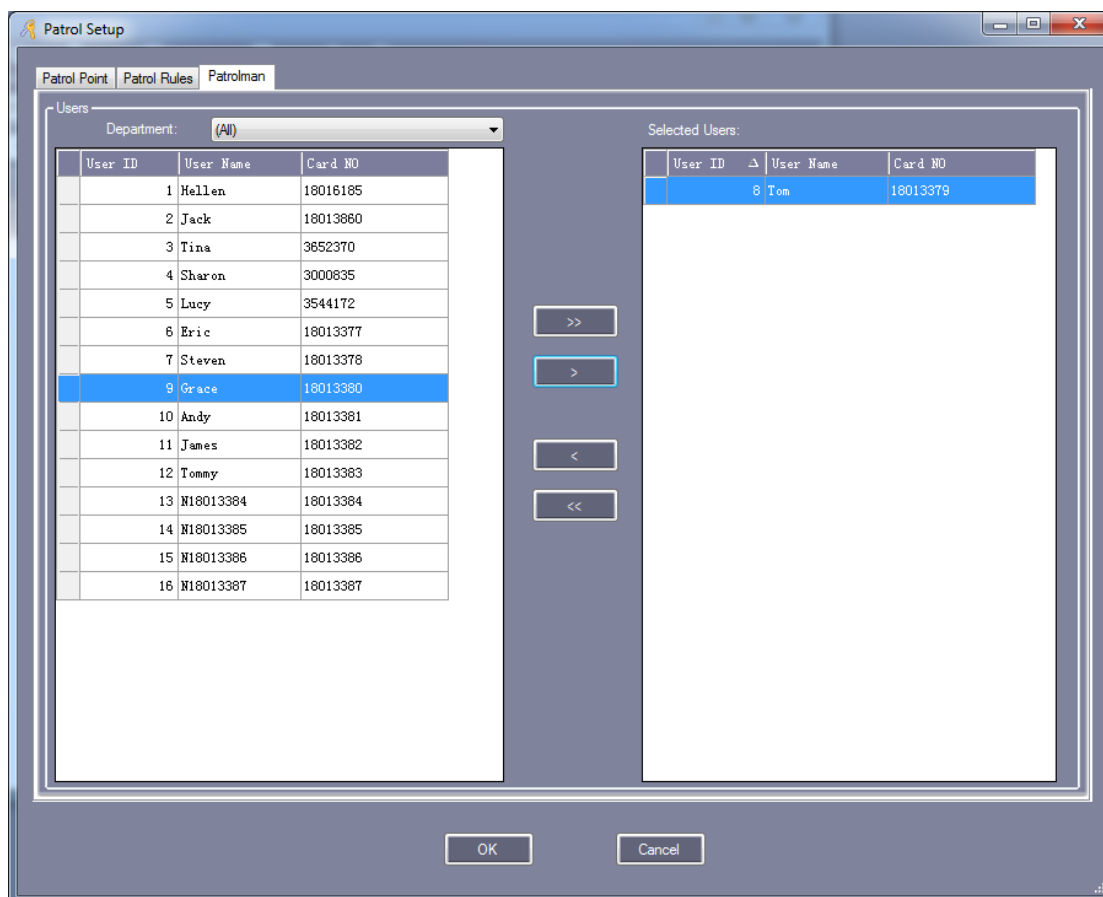 Patrol Setup
Patrol Point Patrol Rules Patrolman
Users
Department: (All)
Selected Users:
User ID User Name Card NO
1 Hellen 18016185
2 Jack 18013860
3 Tina 3652370
4 Sharon 3000835
5 Lucy 3544172
6 Eric 18013377
7 Steven 18013378
9 Grace 18013380
10 Andy 18013381
11 James 18013382
12 Tommy 18013383
13 N18013384 18013384
14 N18013385 18013385
15 N18013386 18013386
16 N18013387 18013387
>>
>
<
<<
User ID Δ User Name Card NO
8 Tom 18013379
OK Cancel